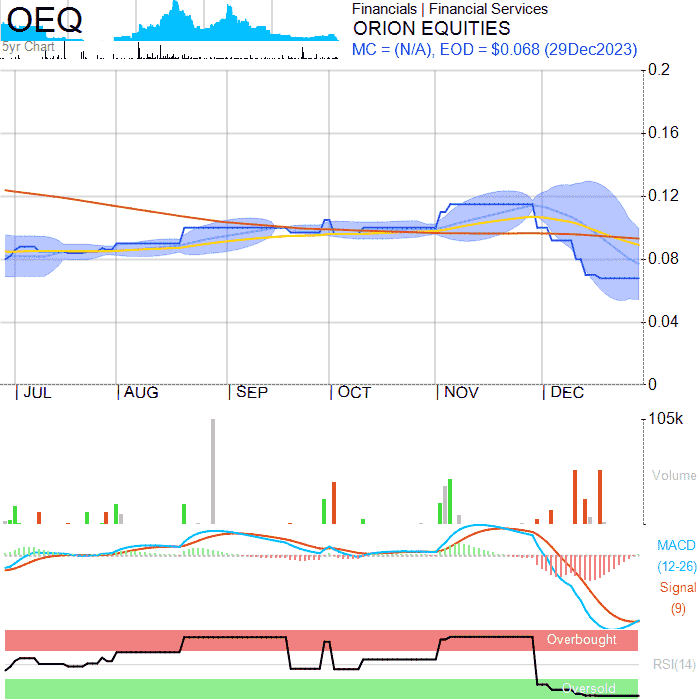 OEQ
5yr Chart
Financials | Financial Services
ORION EQUITIES
MC = (N/A), EOD = $0.068 (29Dec2023)
0.2
0.16
0.12
0.08
0.04
0
JUL AUG SEP OCT NOV DEC
105k
Volume
MACD
(12-26)
Signal
(9)
Overbought
RSI(14)
Oversold